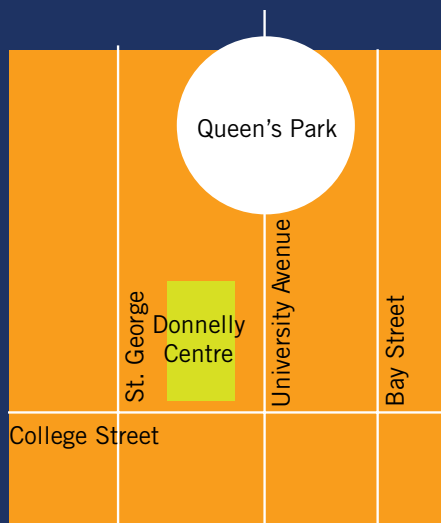 Queen's Park
St. George
Donnelly
Centre
University Avenue
Bay Street
College Street